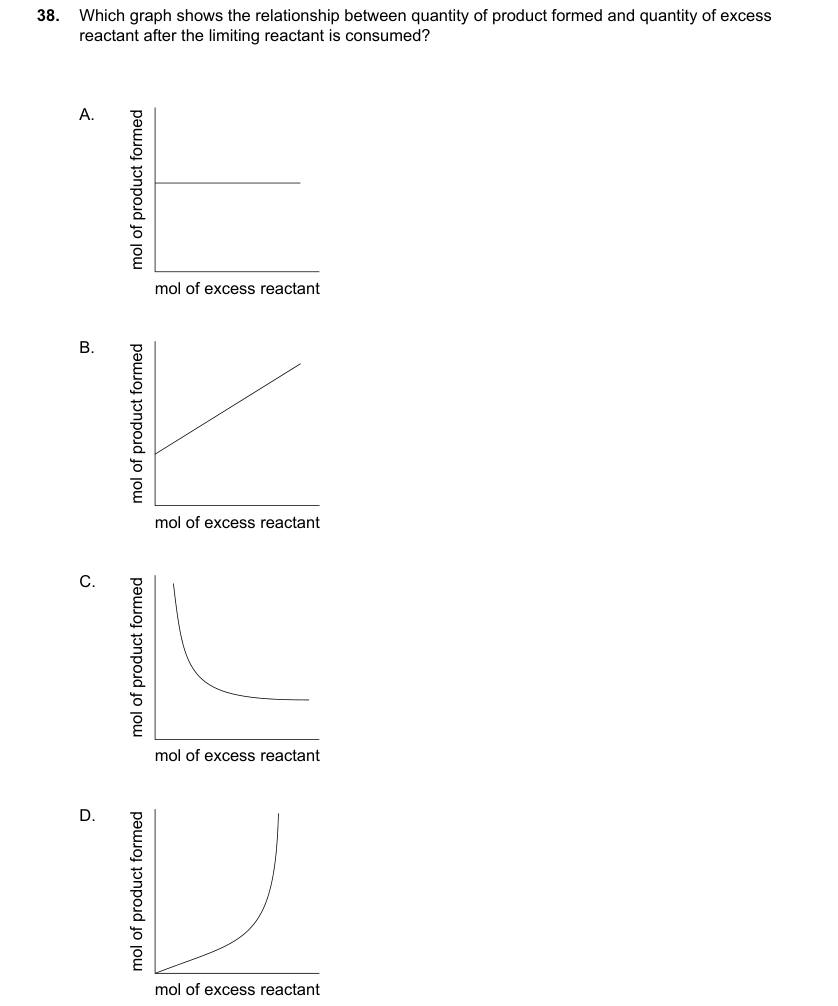 38. Which graph shows the relationship between quantity of product formed and quantity of excess
reactant after the limiting reactant is consumed?
A.
mol of product formed
mol of excess reactant
B.
mol of product formed
mol of excess reactant
C.
mol of product formed
mol of excess reactant
D.
mol of product formed
mol of excess reactant